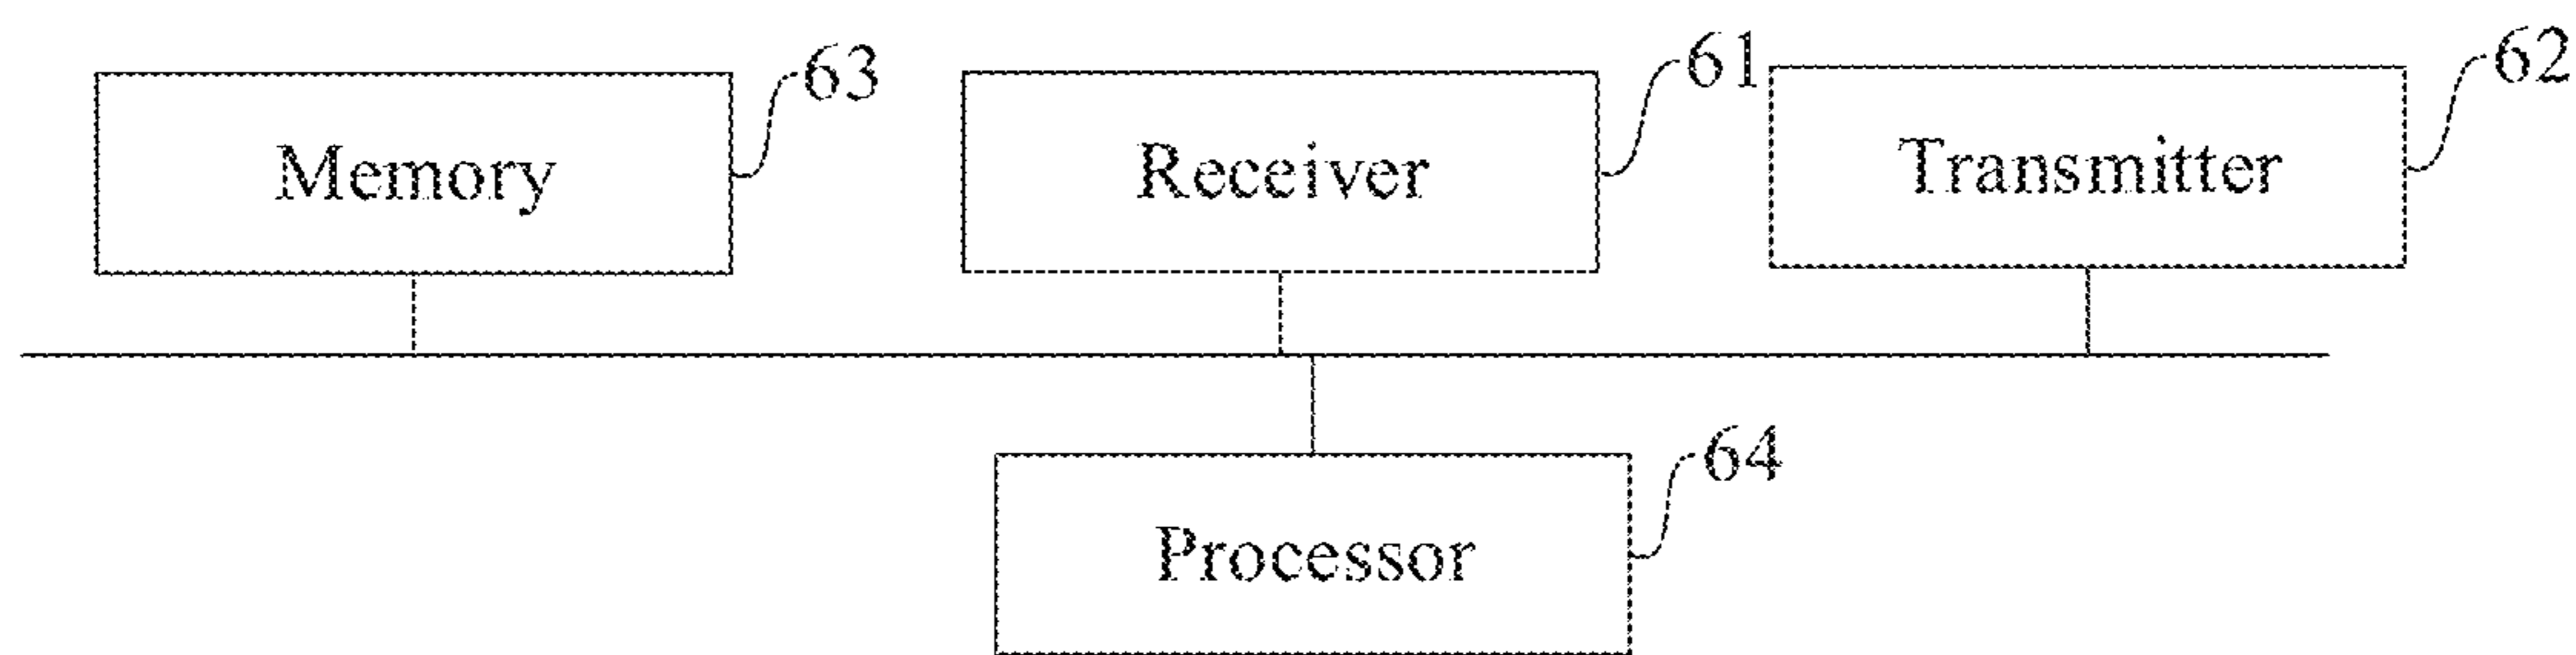 Memory 63
Receiver 61
Transmitter 62
Processor 64